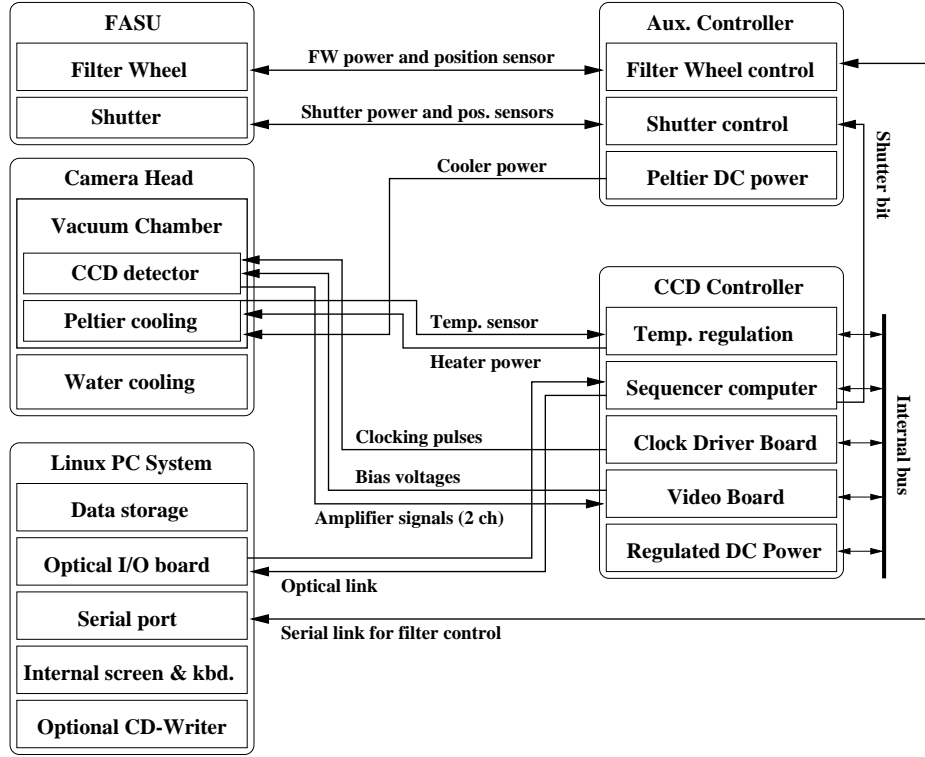 FASU
Filter Wheel
Shutter
FW power and position sensor
Shutter power and pos. sensors
Aux. Controller
Filter Wheel control
Shutter control
Peltier DC power
Shutter bit
Camera Head
Vacuum Chamber
CCD detector
Peltier cooling
Water cooling
Cooler power
Temp. sensor
Heater power
Clocking pulses
Bias voltages
Amplifier signals (2 ch)
Optical link
Serial link for filter control
CCD Controller
Temp. regulation
Sequencer computer
Clock Driver Board
Video Board
Regulated DC Power
Internal bus
Linux PC System
Data storage
Optical I/O board
Serial port
Internal screen & kbd.
Optional CD-Writer